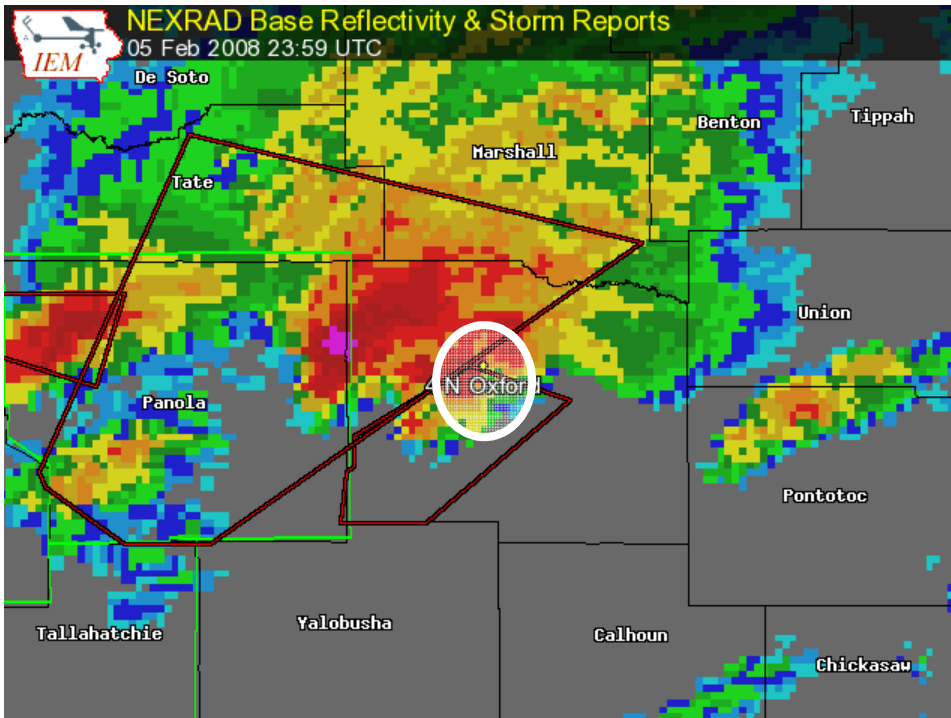 NEXRAD Base Reflectivity & Storm Reports
05 Feb 2008 23:59 UTC
IEM
De Soto
Tippah
Benton
Marshall
Tate
Union
4 N Oxford
Panola
Pontotoc
Yalobusha
Tallahatchie
Calhoun
Chickasaw